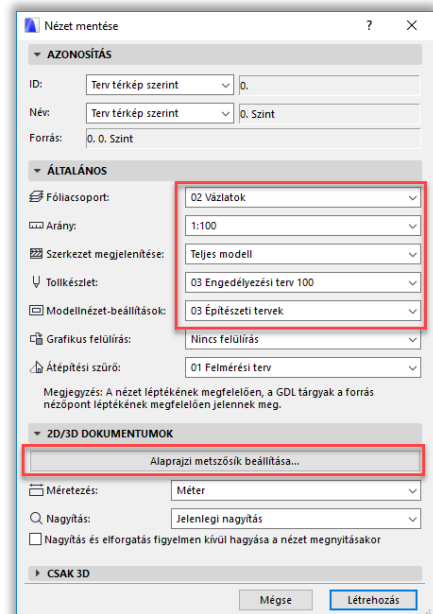 Nézet mentése ? ×
AZONOSÍTÁS
ID: Terv térkép szerint 0.
Név: Terv térkép szerint 0. Szint
Forrás: 0. 0. Szint
ÁLTALÁNOS
Fóliacsoport: 02 Vázlatok
Arány: 1:100
Szerkezet megjelenítése: Teljes modell
Tollkészlet: 03 Engedélyezési terv 100
Modellnézet-beállítások: 03 Építészeti tervek
Grafikus felülírás: Nincs felülírás
Átépítési szűrő: 01 Felmérési terv
Megjegyzés: A nézet léptékének megfelelően, a GDL tárgyak a forrás
nézőpont léptékének megfelelően jelennek meg.
2D/3D DOKUMENTUMOK
Alaprajzi metszősík beállítása...
Méretezés: Méter
Nagyítás: Jelenlegi nagyítás
Nagyítás és elforgatás figyelmen kívül hagyása a nézet megnyitásakor
CSAK 3D
Mégse Létrehozás